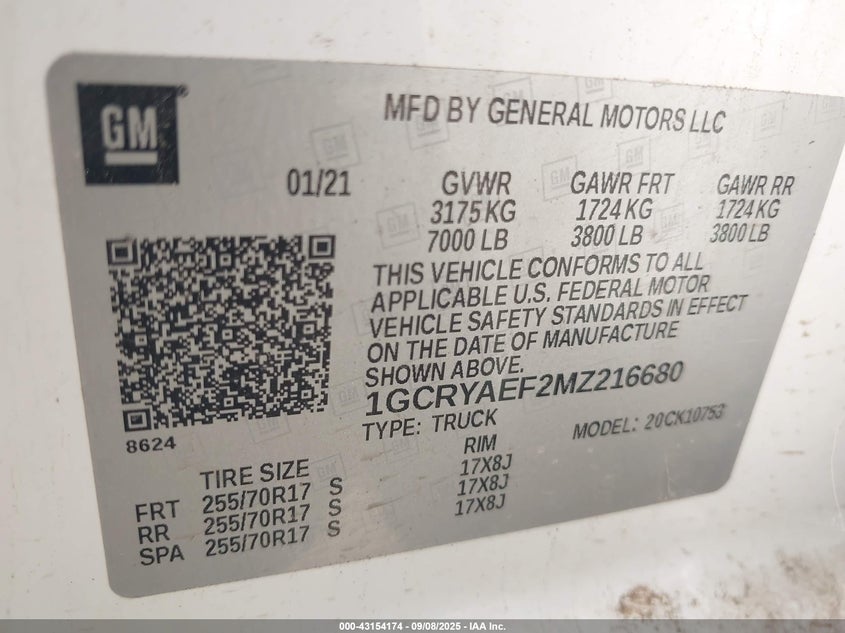 GM
MFD BY GENERAL MOTORS LLC
01/21 GVWR GAWR FRT GAWR RR
3175 KG 1724 KG 1724 KG
7000 LB 3800 LB 3800 LB
THIS VEHICLE CONFORMS TO ALL
APPLICABLE U.S. FEDERAL MOTOR
VEHICLE SAFETY STANDARDS IN EFFECT
ON THE DATE OF MANUFACTURE
SHOWN ABOVE.
1GCRYAEF2MZ216680
TYPE: TRUCK MODEL: 20CK10753
8624
TIRE SIZE RIM
FRT 255/70R17 S 17X8J
RR 255/70R17 S 17X8J
SPA 255/70R17 S 17X8J
000-43154174 - 09/08/2025 - IAA Inc.